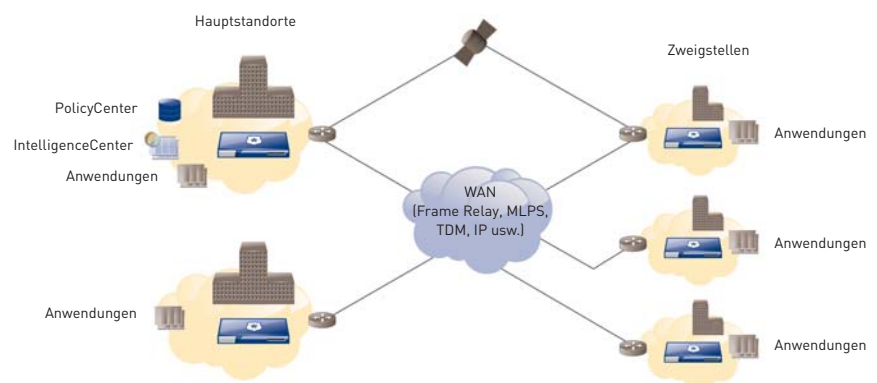 Hauptstandorte
Zweigstellen
PolicyCenter
IntelligenceCenter
Anwendungen
Anwendungen
WAN
(Frame Relay, MLPS,
TDM, IP usw.)
Anwendungen
Anwendungen
Anwendungen